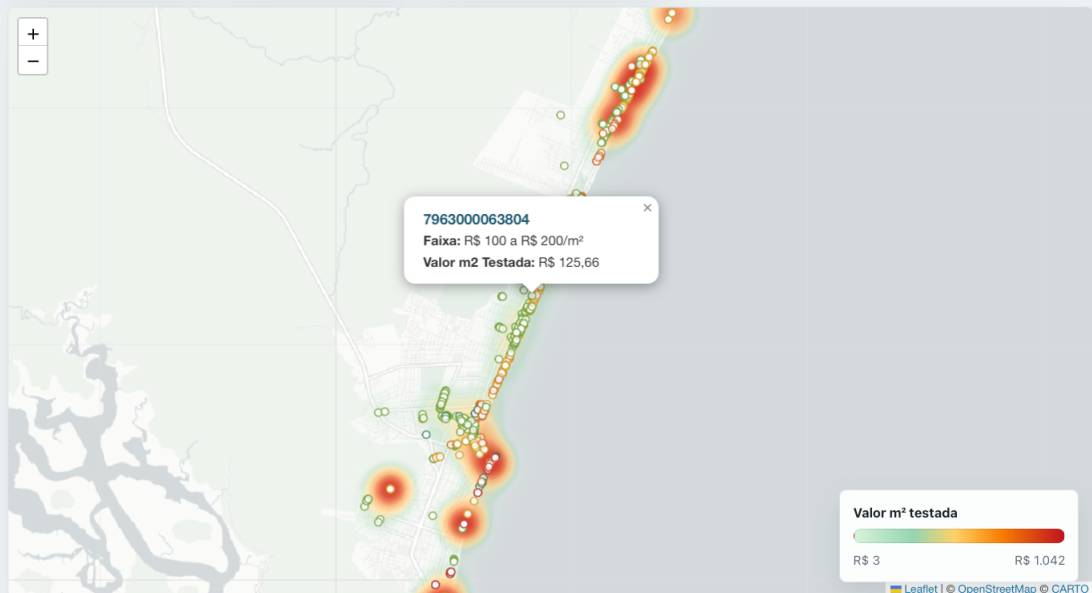 +
−
×
7963000063804
Faixa: R$ 100 a R$ 200/m²
Valor m2 Testada: R$ 125,66
Valor m² testada
R$ 3 R$ 1.042
Leaflet | © OpenStreetMap © CARTO